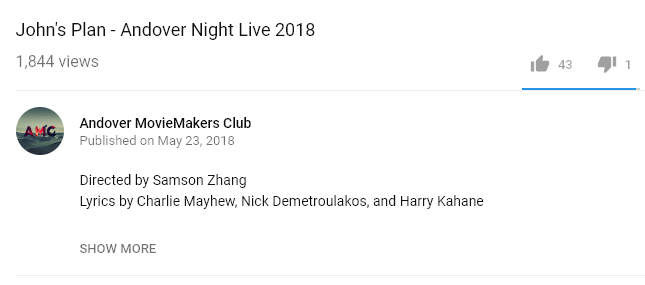 John's Plan - Andover Night Live 2018
1,844 views
43
1
AMC
Andover MovieMakers Club
Published on May 23, 2018
Directed by Samson Zhang
Lyrics by Charlie Mayhew, Nick Demetroulakos, and Harry Kahane
SHOW MORE